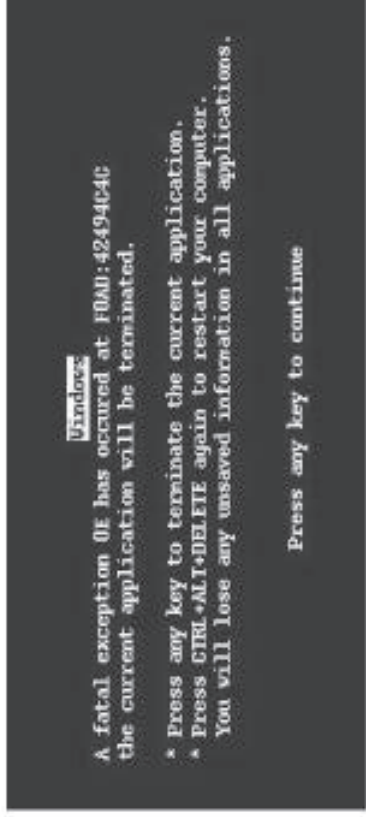 Windows
A fatal exception 0E has occured at F0AD:42494C4C
the current application will be terminated.
* Press any key to terminate the current application.
* Press CTRL+ALT+DELETE again to restart your computer.
You will lose any unsaved information in all applications.
Press any key to continue